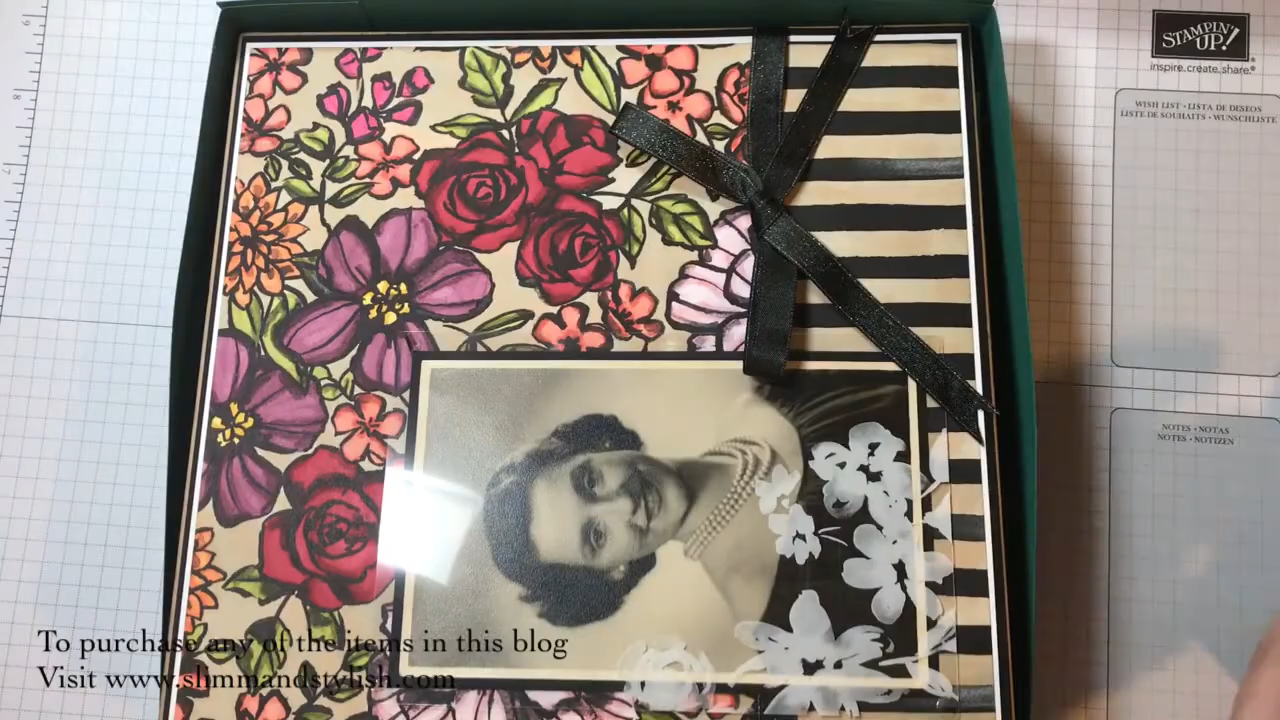 STAMPIN' UP!
inspire.create.share.
WISH LIST • LISTA DE DESEOS
LISTE DE SOUHAITS • WUNSCHLISTE
NOTES • NOTAS
NOTES • NOTIZEN
To purchase any of the items in this blog
Visit www.slimmandstylish.com